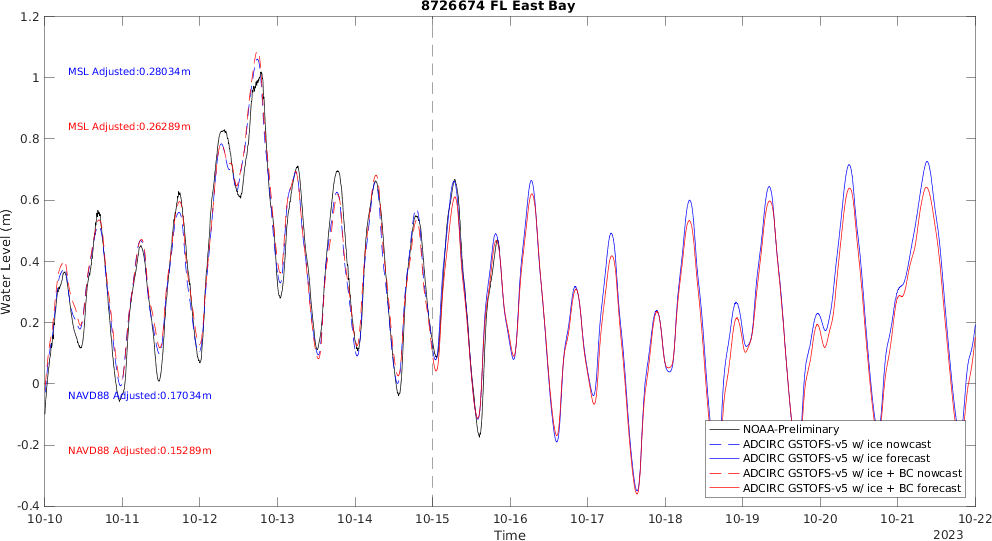 8726674 FL East Bay
1.2
1
0.8
0.6
0.4
0.2
0
-0.2
-0.4
Water Level (m)
MSL Adjusted:0.28034m
MSL Adjusted:0.26289m
NAVD88 Adjusted:0.17034m
NAVD88 Adjusted:0.15289m
NOAA-Preliminary
ADCIRC GSTOFS-v5 w/ ice nowcast
ADCIRC GSTOFS-v5 w/ ice forecast
ADCIRC GSTOFS-v5 w/ ice + BC nowcast
ADCIRC GSTOFS-v5 w/ ice + BC forecast
10-10 10-11 10-12 10-13 10-14 10-15 10-16 10-17 10-18 10-19 10-20 10-21 10-22
Time
2023